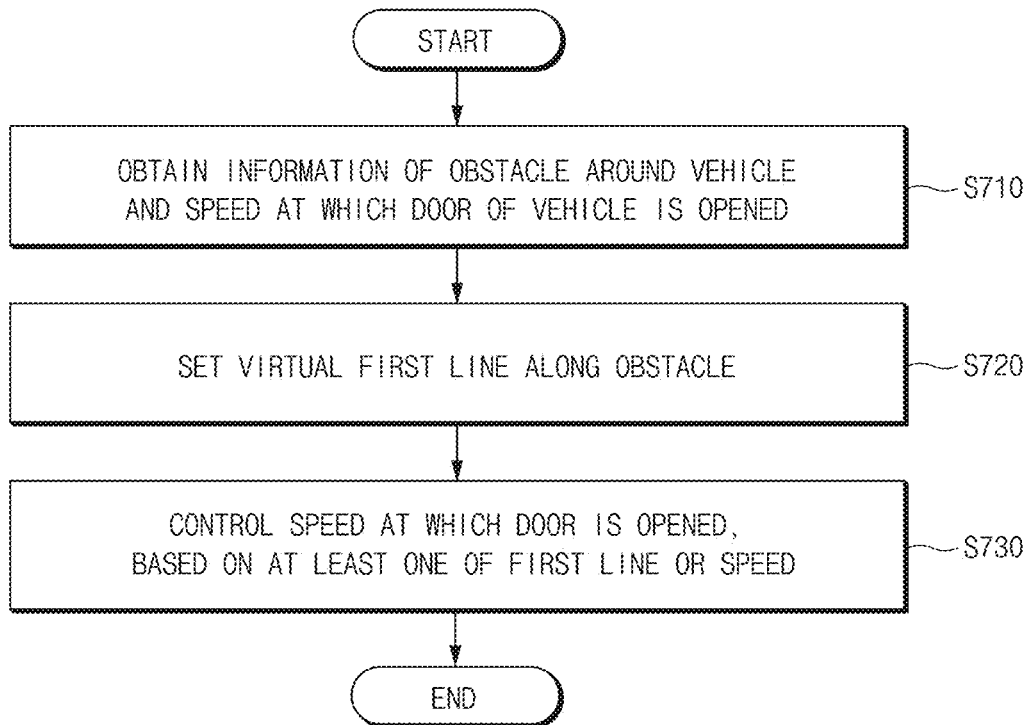 START
OBTAIN INFORMATION OF OBSTACLE AROUND VEHICLE
AND SPEED AT WHICH DOOR OF VEHICLE IS OPENED
S710
SET VIRTUAL FIRST LINE ALONG OBSTACLE
S720
CONTROL SPEED AT WHICH DOOR IS OPENED,
BASED ON AT LEAST ONE OF FIRST LINE OR SPEED
S730
END